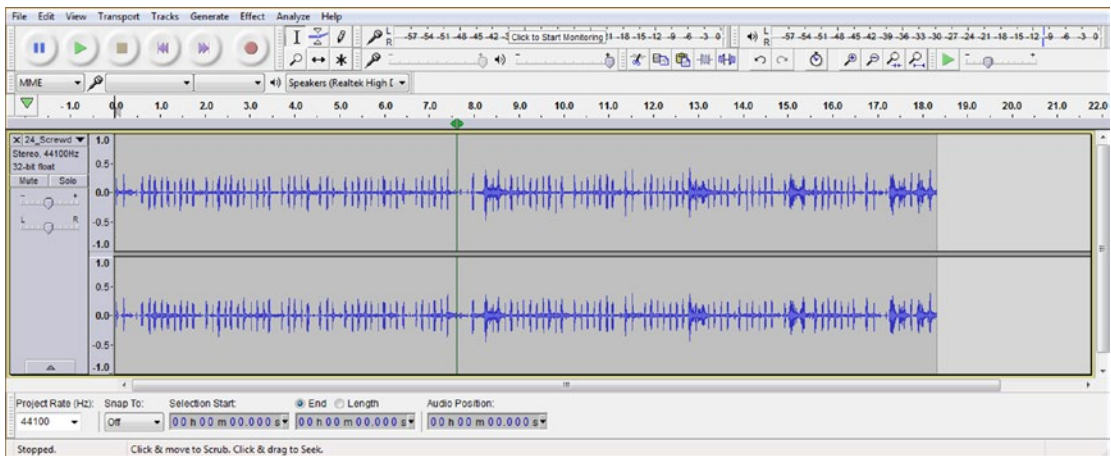 File Edit View Transport Tracks Generate Effect Analyze Help
L R -57 -54 -51 -48 -45 -42 -3 Click to Start Monitoring 1 -18 -15 -12 -9 -6 -3 0 L R -57 -54 -51 -48 -45 -42 -39 -36 -33 -30 -27 -24 -21 -18 -15 -12 -9 -6 -3 0
MME Speakers (Realtek High D
-1.0 0.0 1.0 2.0 3.0 4.0 5.0 6.0 7.0 8.0 9.0 10.0 11.0 12.0 13.0 14.0 15.0 16.0 17.0 18.0 19.0 20.0 21.0 22.0
X 24_Screwd 1.0
Stereo, 44100Hz
32-bit float 0.5
Mute Solo
- + 0.0
L R -0.5
-1.0
1.0
0.5
0.0
-0.5
-1.0
Project Rate (Hz): Snap To: Selection Start: End Length Audio Position:
44100 Off 00 h 00 m 00.000 s 00 h 00 m 00.000 s 00 h 00 m 00.000 s
Stopped. Click & move to Scrub. Click & drag to Seek.